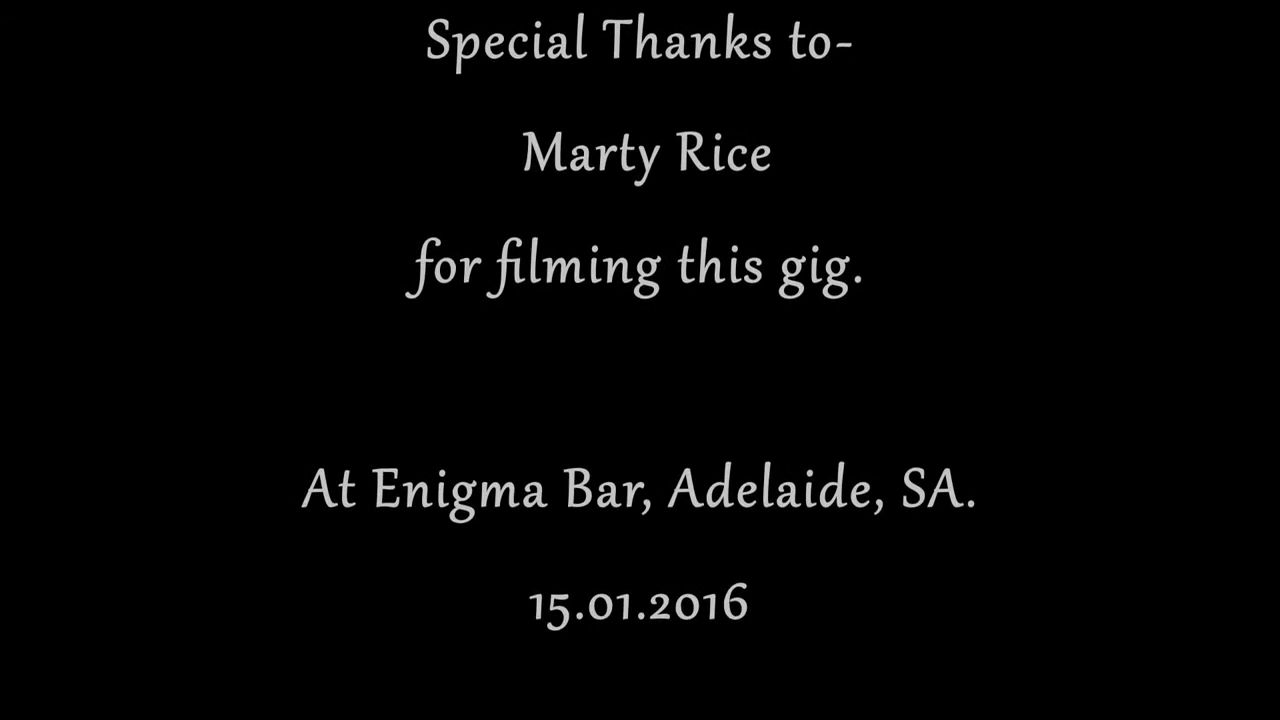 Special Thanks to-
Marty Rice
for filming this gig.
At Enigma Bar, Adelaide, SA.
15.01.2016